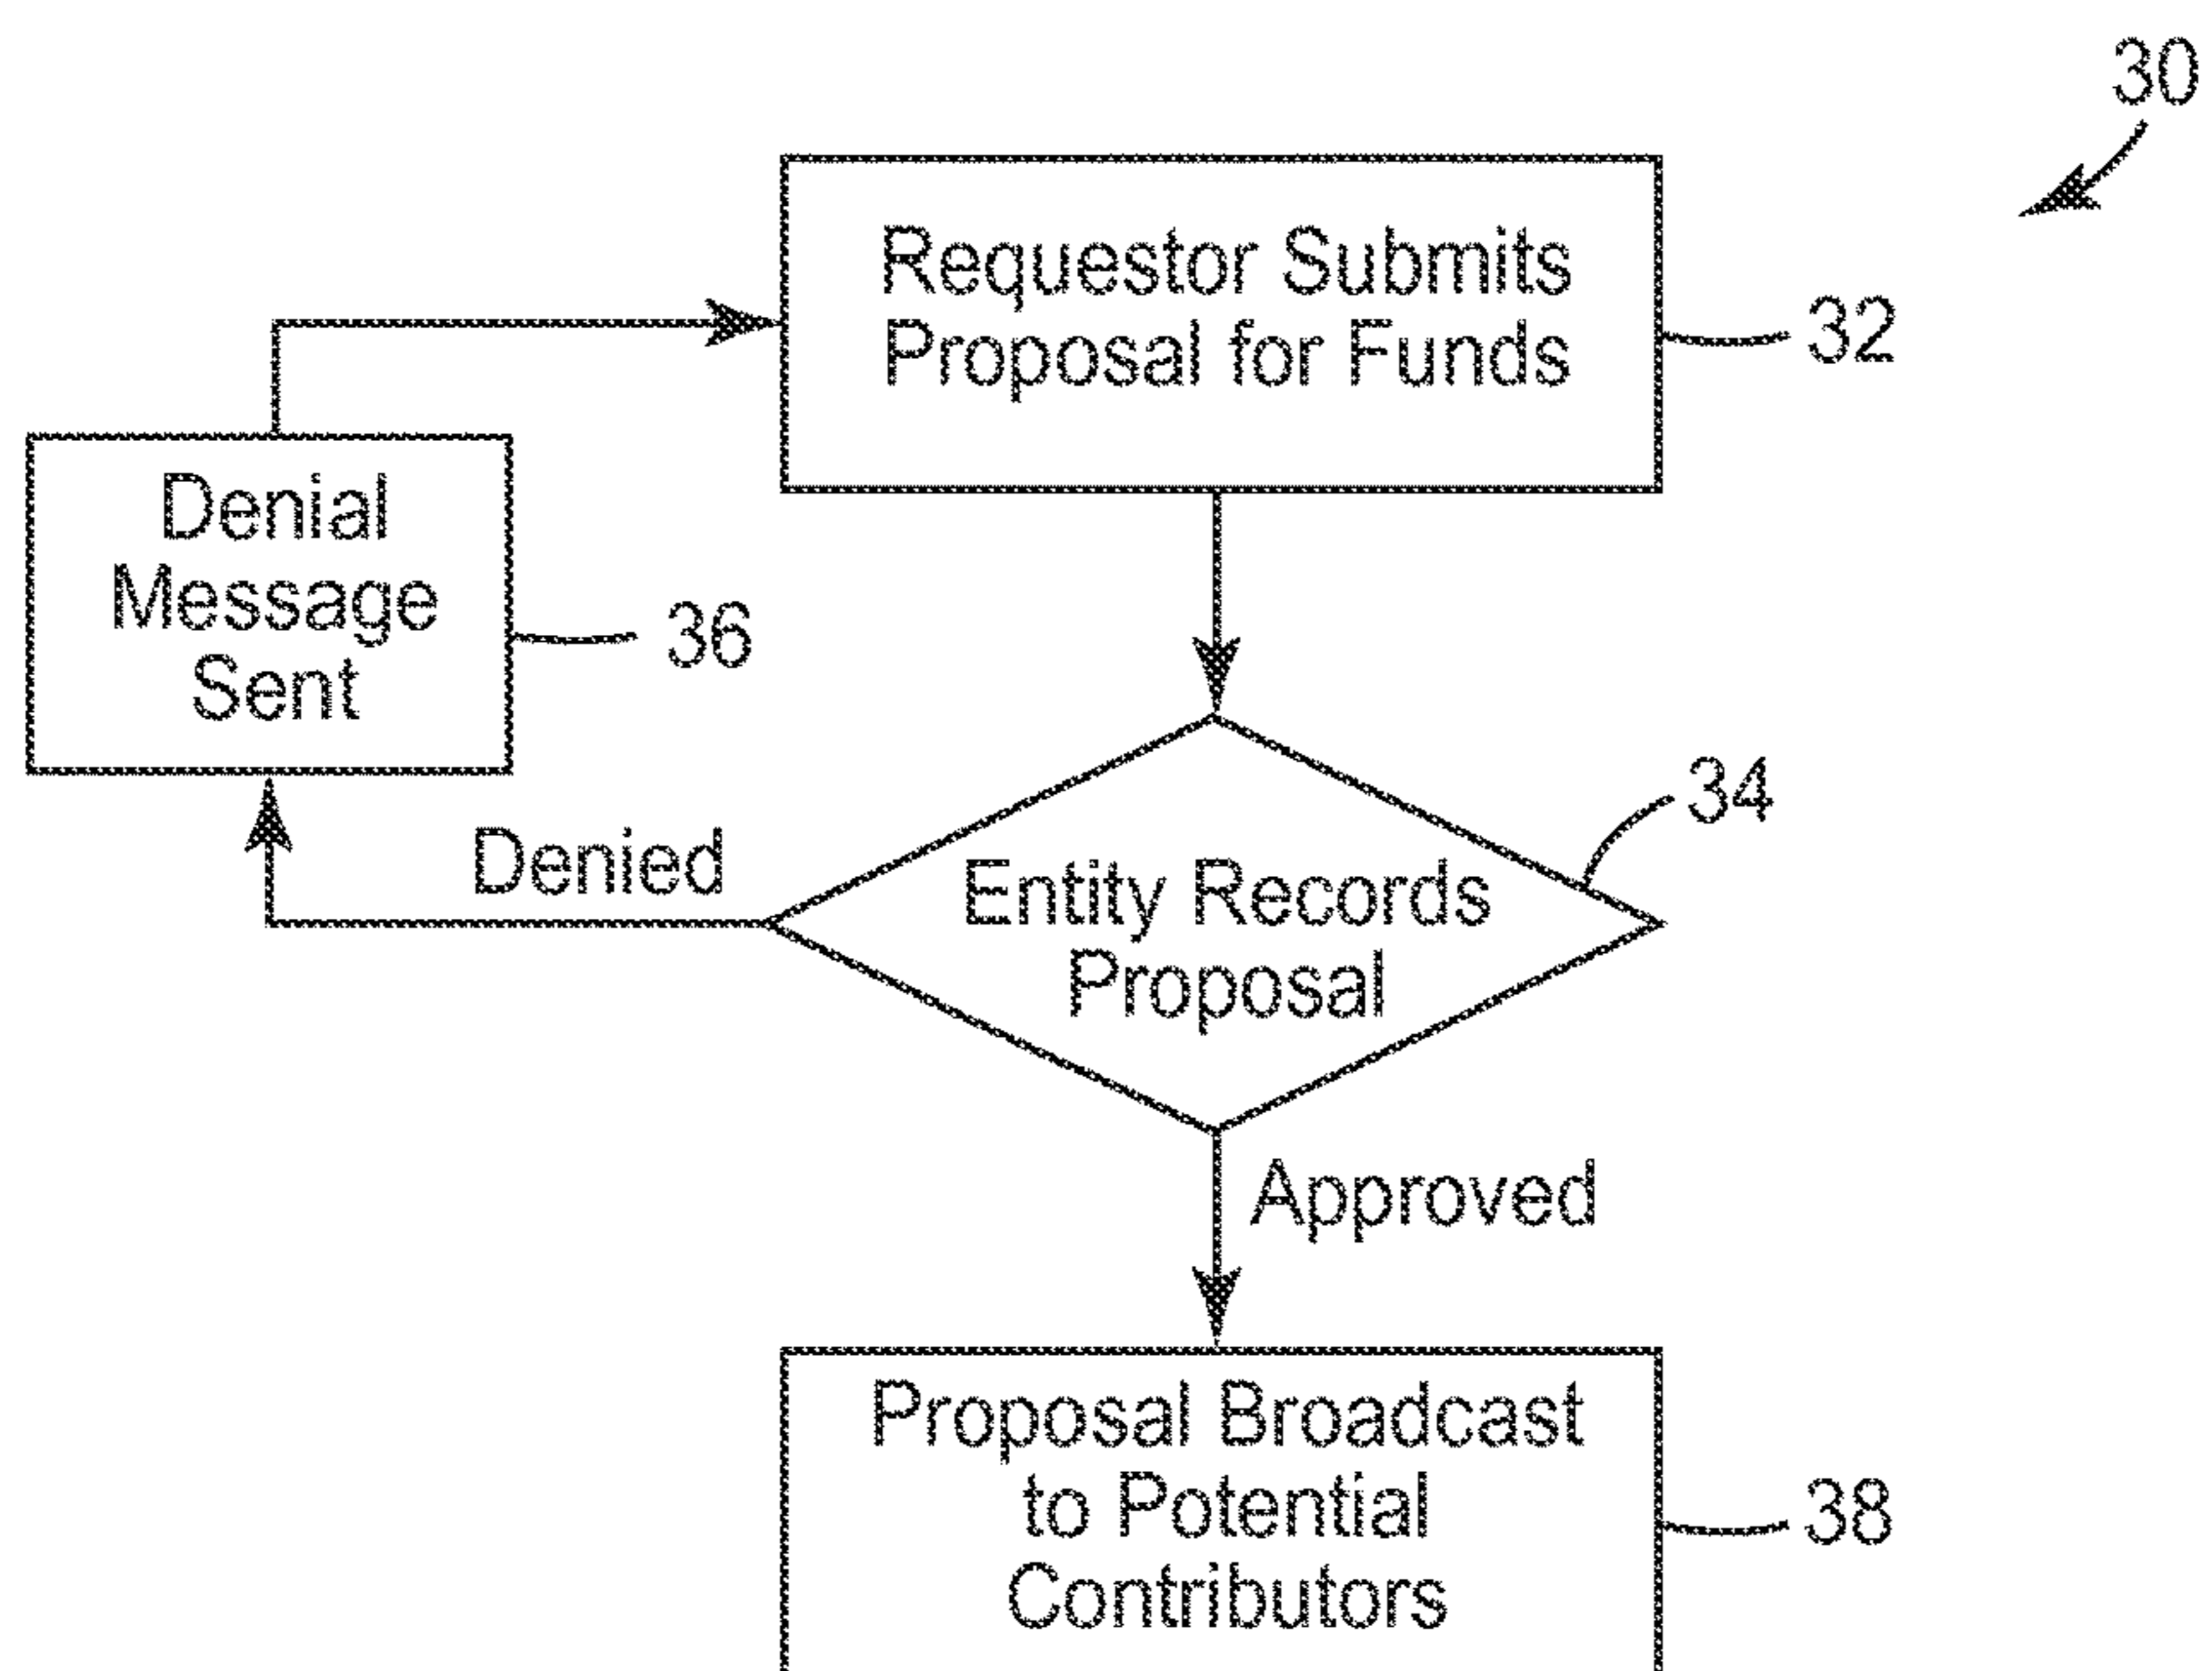 30
Requestor Submits
Proposal for Funds
32
Denial
Message
Sent
36
34
Denied
Entity Records
Proposal
Approved
Proposal Broadcast
to Potential
Contributors
38